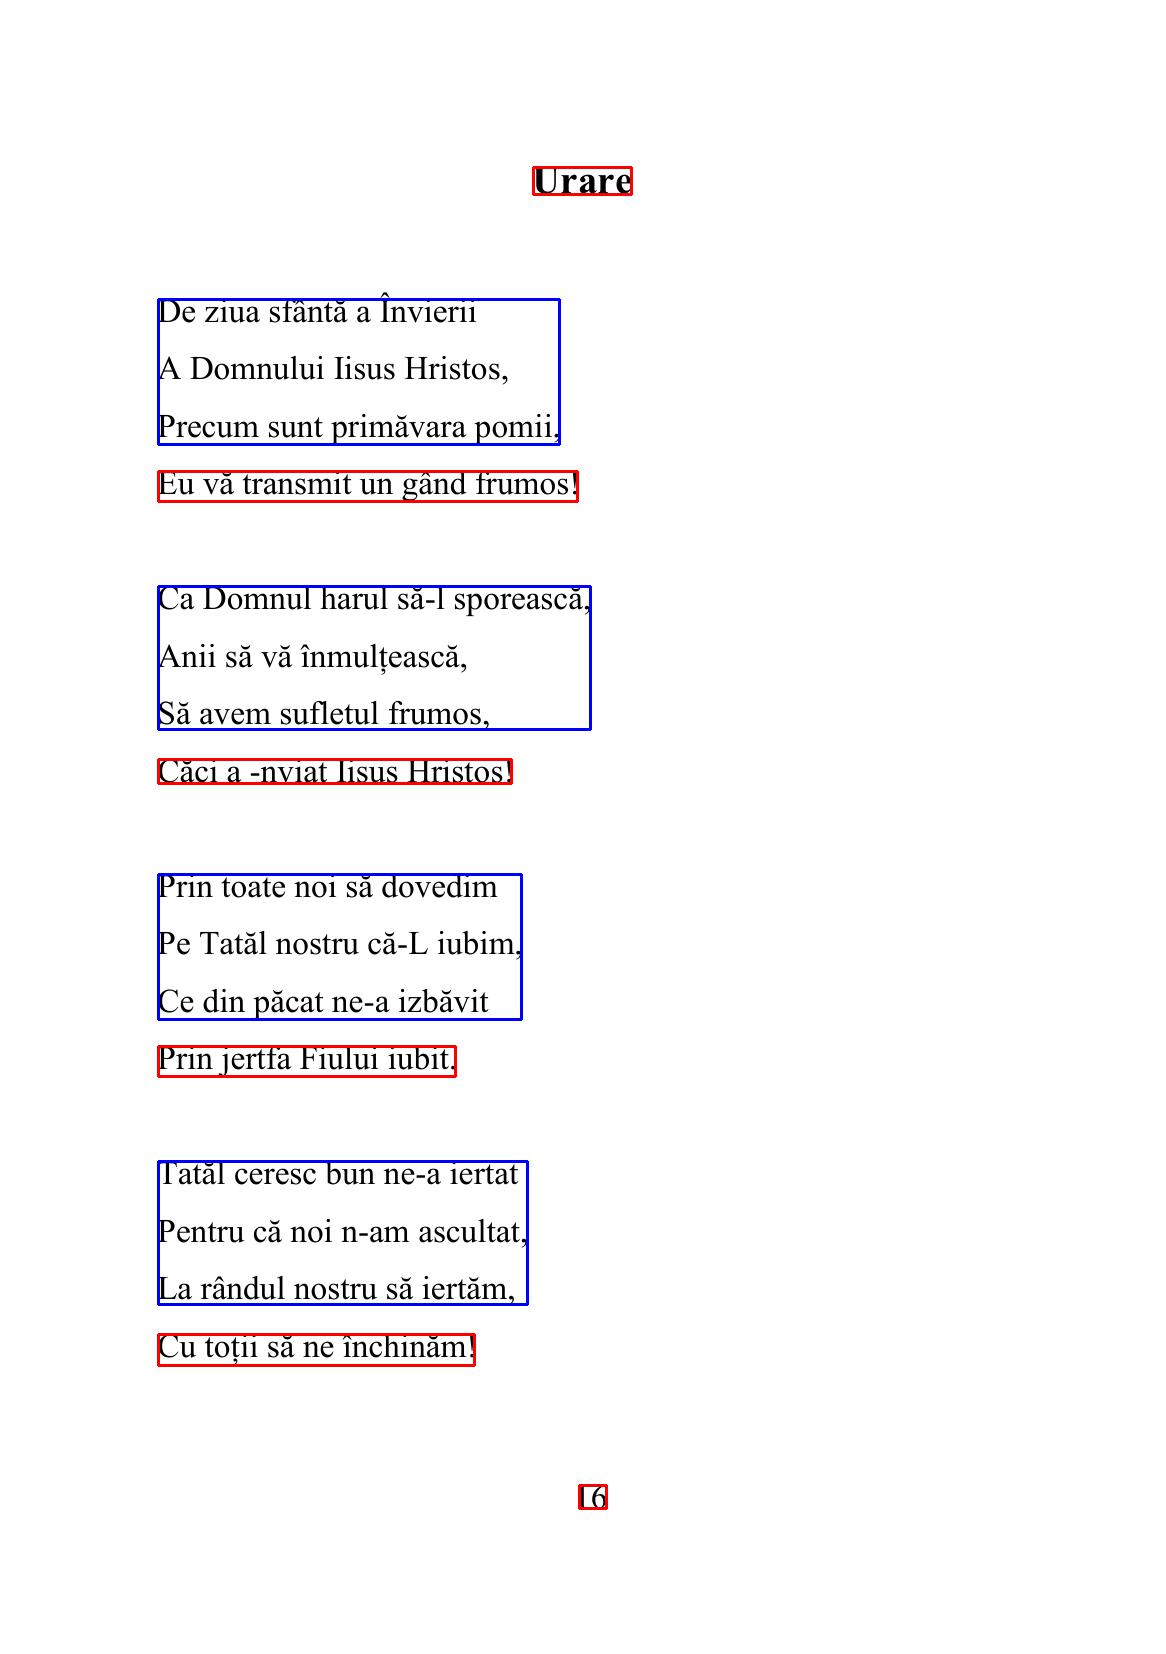 Urare
De ziua sfântă a Învierii
A Domnului Iisus Hristos,
Precum sunt primăvara pomii,
Eu vă transmit un gând frumos!
Ca Domnul harul să-l sporească,
Anii să vă înmulțească,
Să avem sufletul frumos,
Căci a -nviat Iisus Hristos!
Prin toate noi să dovedim
Pe Tatăl nostru că-L iubim,
Ce din păcat ne-a izbăvit
Prin jertfa Fiului iubit.
Tatăl ceresc bun ne-a iertat
Pentru că noi n-am ascultat,
La rândul nostru să iertăm,
Cu toții să ne închinăm!
16